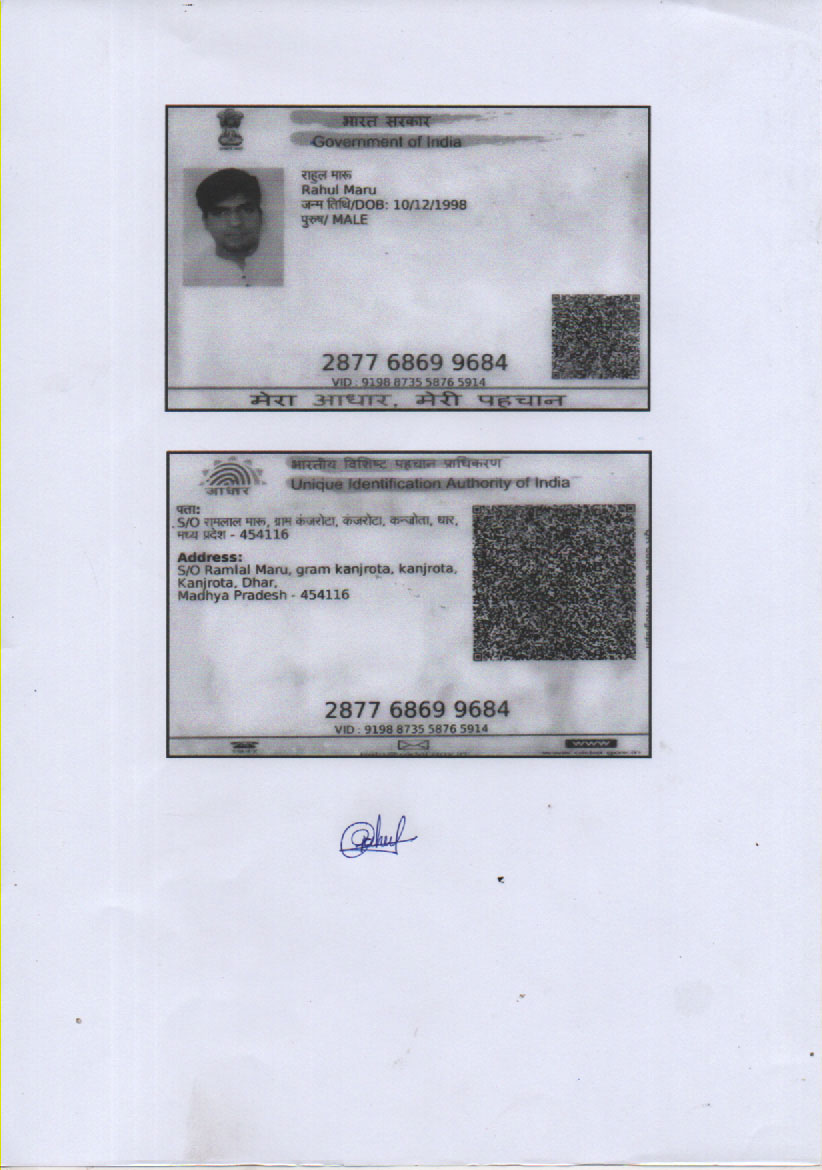 भारत सरकार
Government of India
राहुल मारू
Rahul Maru
जन्म तिथि/DOB: 10/12/1998
पुरुष/ MALE
2877 6869 9684
VID : 9198 8735 5876 5914
मेरा आधार, मेरी पहचान
भारतीय विशिष्ट पहचान प्राधिकरण
Unique Identification Authority of India
आधार
पता:
S/O रामलाल मारू, ग्राम कंजरोटा, कंजरोटा, कन्जोता, धार,
मध्य प्रदेश - 454116
Address:
S/O Ramlal Maru, gram kanjrota, kanjrota,
Kanjrota, Dhar,
Madhya Pradesh - 454116
2877 6869 9684
VID : 9198 8735 5876 5914
www
Rahul